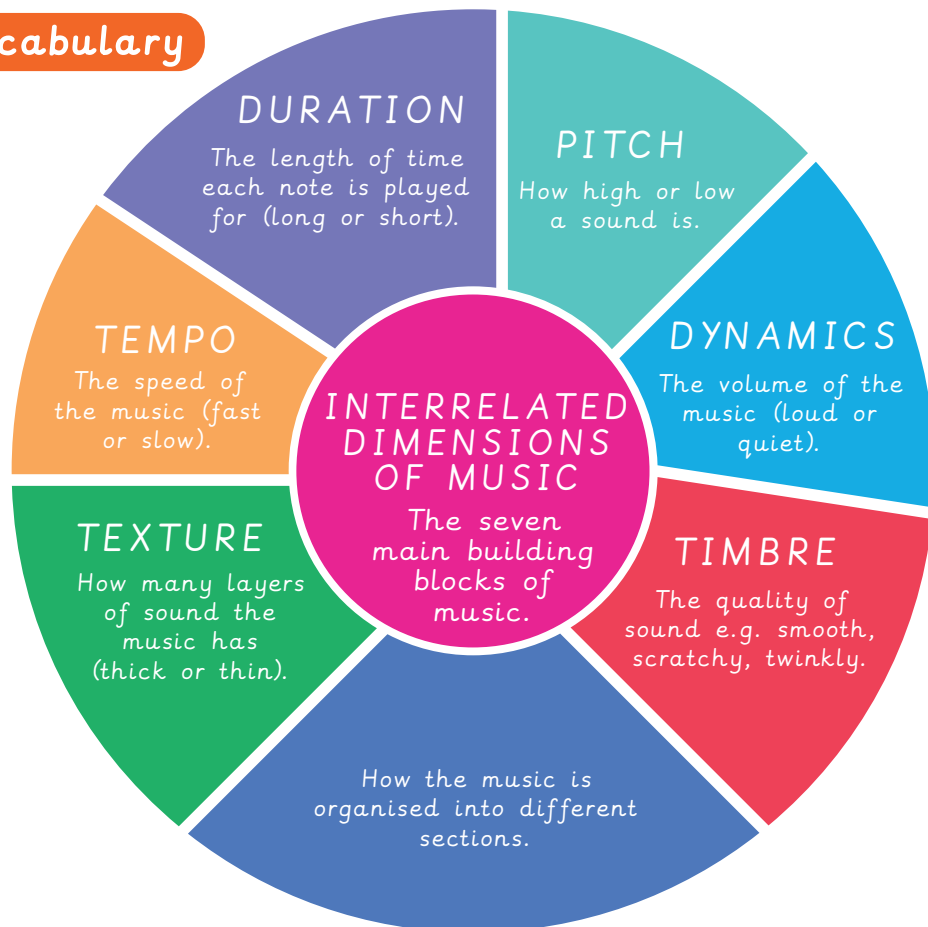 cabulary
DURATION
The length of time
each note is played
for (long or short).
PITCH
How high or low
a sound is.
DYNAMICS
The volume of the
music (loud or
quiet).
TEMPO
The speed of
the music (fast
or slow).
INTERRELATED
DIMENSIONS
OF MUSIC
The seven
main building
blocks of
music.
TEXTURE
How many layers
of sound the
music has
(thick or thin).
TIMBRE
The quality of
sound e.g. smooth,
scratchy, twinkly.
How the music is
organised into different
sections.